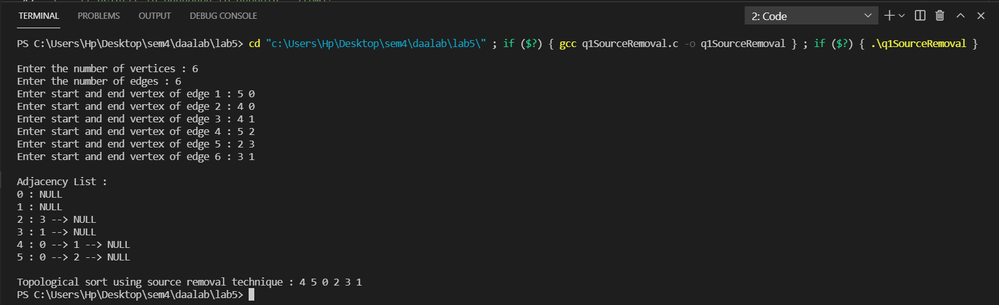 TERMINAL PROBLEMS OUTPUT DEBUG CONSOLE 2: Code
PS C:\Users\Hp\Desktop\sem4\daalab\lab5> cd "c:\Users\Hp\Desktop\sem4\daalab\lab5\" ; if ($?) { gcc q1SourceRemoval.c -o q1SourceRemoval } ; if ($?) { .\q1SourceRemoval }
Enter the number of vertices : 6
Enter the number of edges : 6
Enter start and end vertex of edge 1 : 5 0
Enter start and end vertex of edge 2 : 4 0
Enter start and end vertex of edge 3 : 4 1
Enter start and end vertex of edge 4 : 5 2
Enter start and end vertex of edge 5 : 2 3
Enter start and end vertex of edge 6 : 3 1
Adjacency List :
0 : NULL
1 : NULL
2 : 3 --> NULL
3 : 1 --> NULL
4 : 0 --> 1 --> NULL
5 : 0 --> 2 --> NULL
Topological sort using source removal technique : 4 5 0 2 3 1
PS C:\Users\Hp\Desktop\sem4\daalab\lab5>